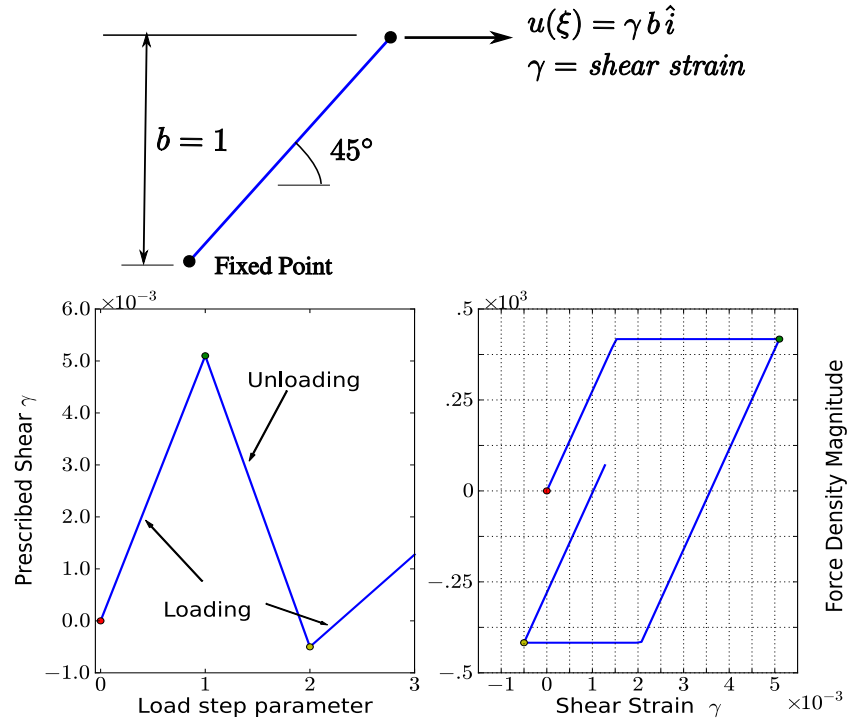 u(ξ) = γ b î
γ = shear strain
b = 1
45°
Fixed Point
×10⁻³
6.0
5.0
4.0
3.0
2.0
1.0
0.0
−1.0
0
1
2
3
Prescribed Shear γ
Load step parameter
Unloading
Loading
×10³
.5
.25
0
−.25
−.5
−1
0
1
2
3
4
5
×10⁻³
Shear Strain γ
Force Density Magnitude